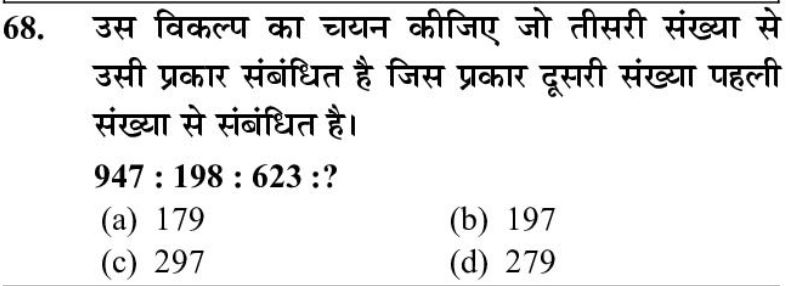 68. उस विकल्प का चयन कीजिए जो तीसरी संख्या से
उसी प्रकार संबंधित है जिस प्रकार दूसरी संख्या पहली
संख्या से संबंधित है।
947 : 198 : 623 :?
(a) 179 (b) 197
(c) 297 (d) 279